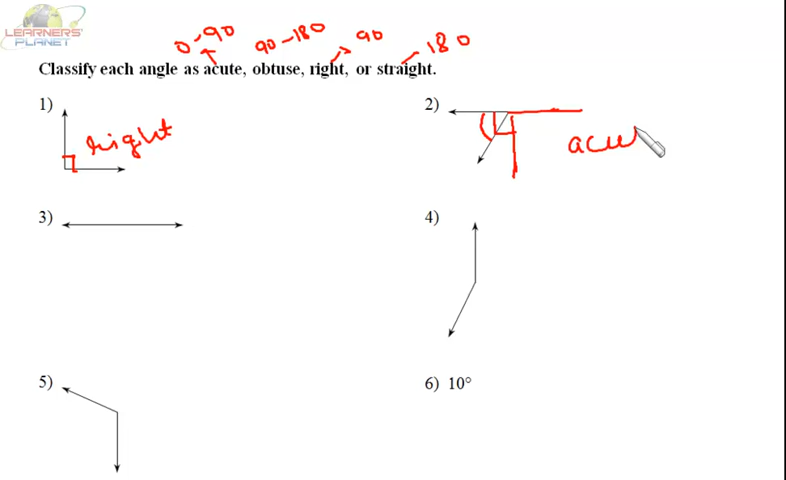 LEARNERS'
PLANET
0-90 90-180 90 180
Classify each angle as acute, obtuse, right, or straight.
1) right
2) acu
3)
4)
5)
6) 10°